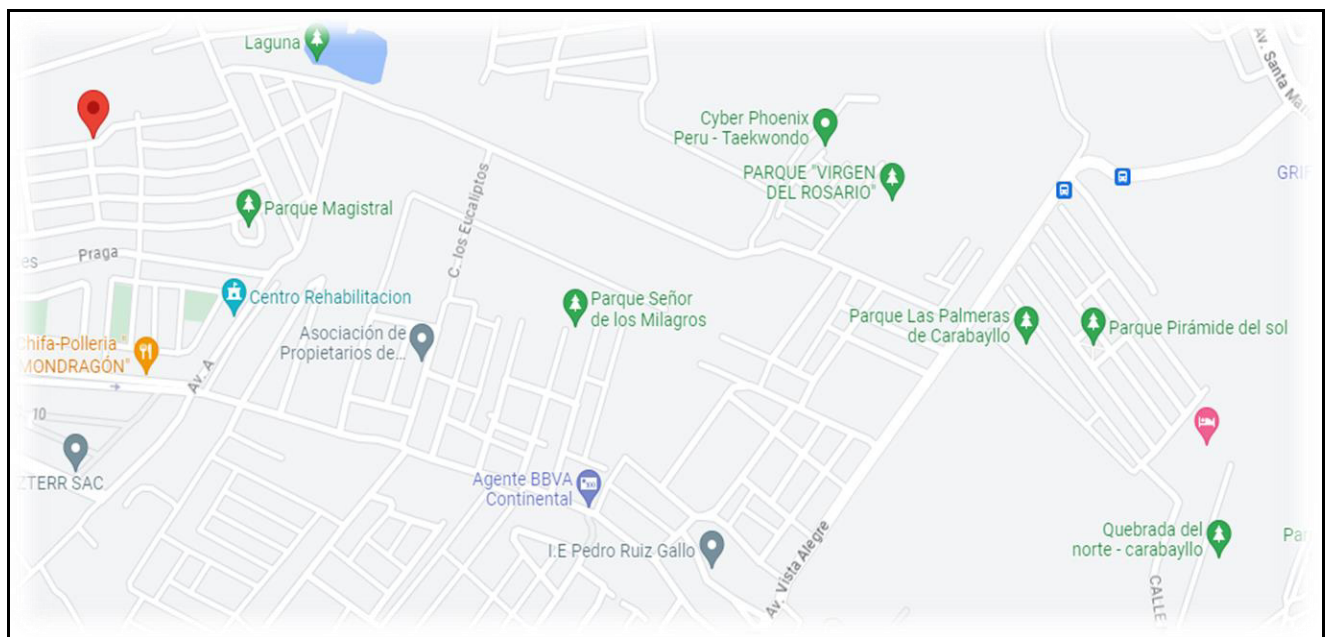 Laguna
Av. Santa Mar
Cyber Phoenix
Peru - Taekwondo
PARQUE "VIRGEN
DEL ROSARIO"
GRIF
Parque Magistral
C. los Eucaliptos
Praga
es
Centro Rehabilitacion
Parque Señor
de los Milagros
Asociación de
Propietarios de...
Parque Las Palmeras
de Carabayllo
Parque Pirámide del sol
Chifa-Polleria "
MONDRAGÓN"
Av. A
10
ZTERR SAC
Agente BBVA
Continental
I.E Pedro Ruiz Gallo
Av. Vista Alegre
Quebrada del
norte - carabayllo
Par
CALLE